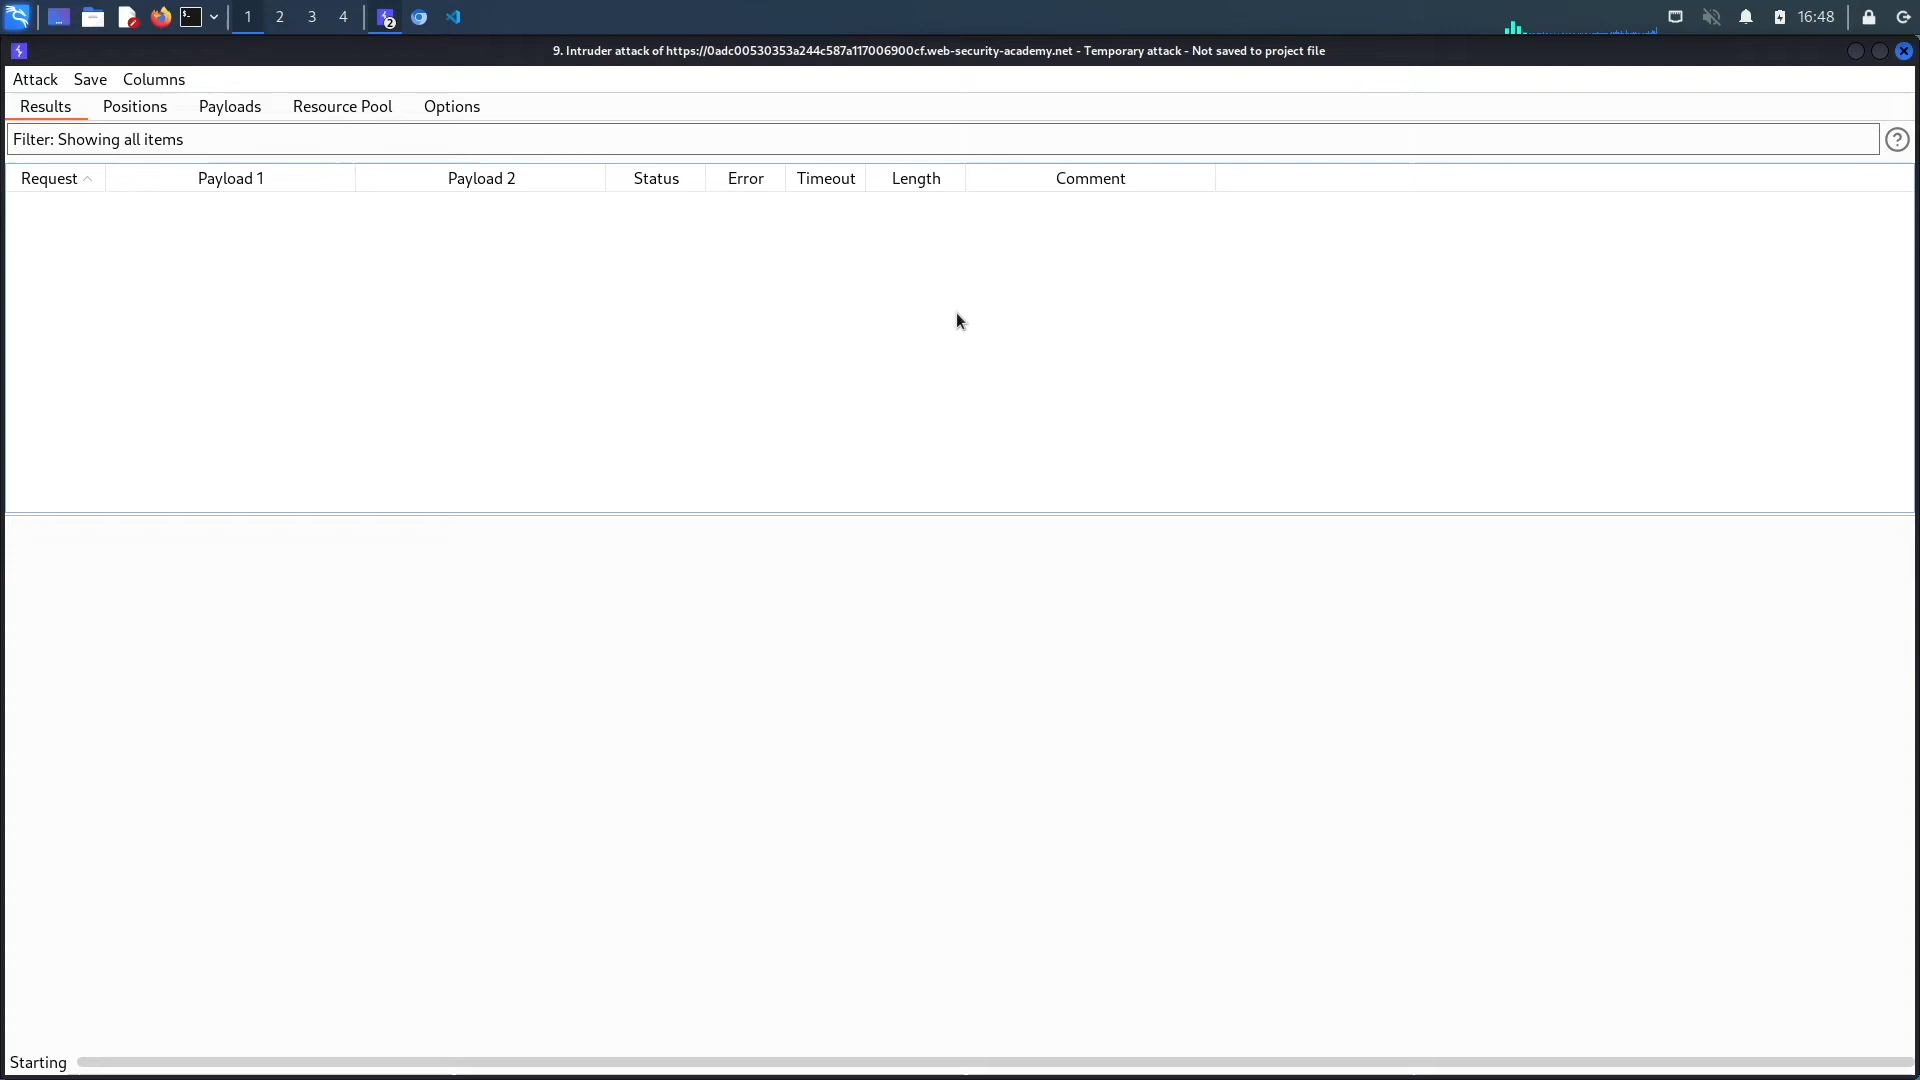 1 2 3 4 2 16:48
9. Intruder attack of https://0adc00530353a244c587a117006900cf.web-security-academy.net - Temporary attack - Not saved to project file
Attack Save Columns
Results Positions Payloads Resource Pool Options
Filter: Showing all items
Request Payload 1 Payload 2 Status Error Timeout Length Comment
Starting